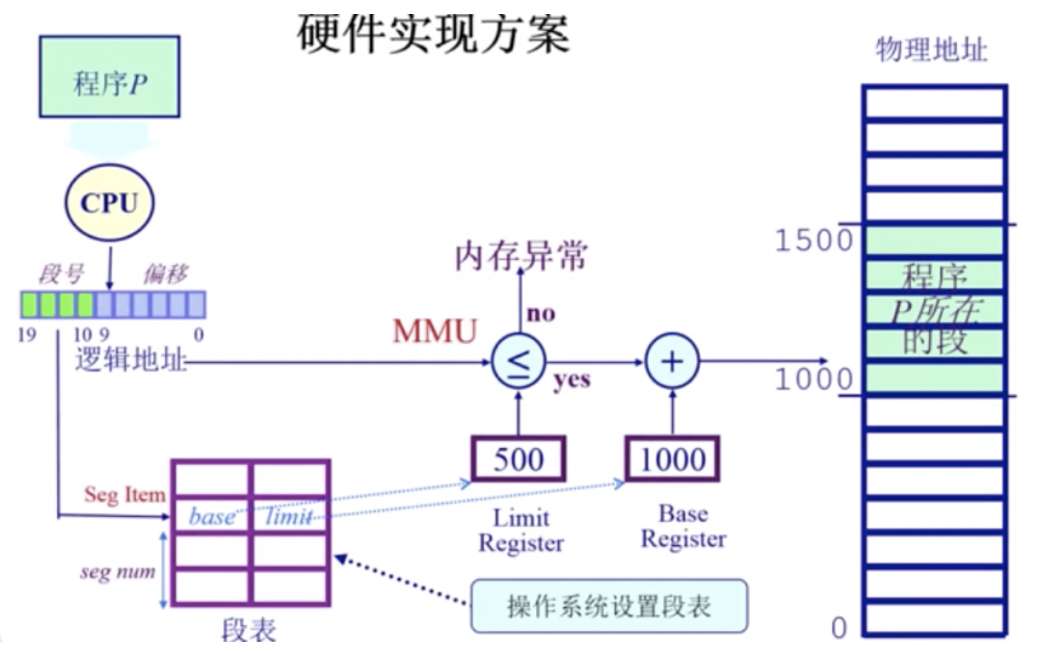 硬件实现方案
物理地址
程序P
CPU
段号 偏移
19 10 9 0
逻辑地址
MMU
内存异常
no
≤
yes
+
1500
程序
P所在
的段
1000
500
1000
Limit
Register
Base
Register
Seg Item
base limit
seg num
段表
操作系统设置段表
0